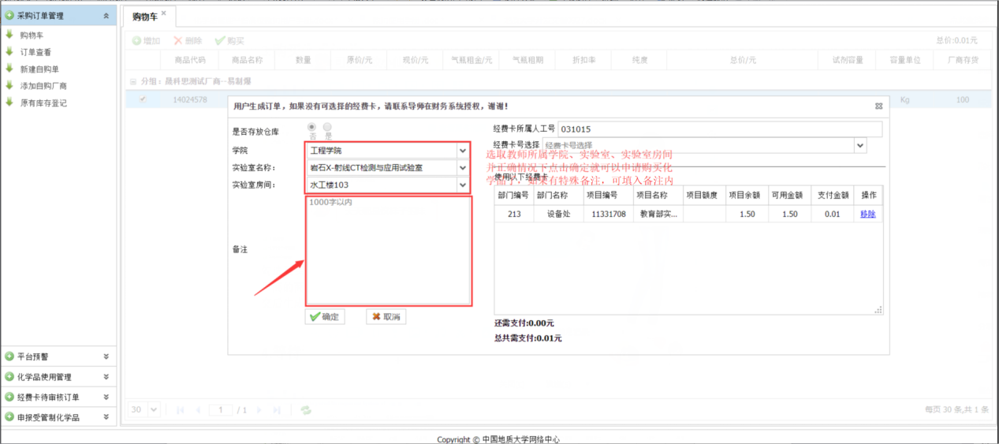 采购订单管理
购物车
订单查看
新建自购单
添加自购厂商
原有库存登记
平台预警
化学品使用管理
经费卡待审核订单
申报受管制化学品
购物车
增加 删除 购买
总价:0.01元
商品代码 商品名称 数量 原价/元 现价/元 气瓶租金/元 气瓶租期 折扣率 纯度 总价/元 试剂容量 容量单位 厂商存货
分组：晟科思测试厂商--易制爆
14024578 Kg 100
用户生成订单，如果没有可选择的经费卡，请联系导师在财务系统授权，谢谢！
是否存放仓库
否 是
学院 工程学院
实验室名称: 岩石X-射线CT检测与应用试验室
实验室房间: 水工楼103
备注
1000字以内
确定 取消
经费卡所属人工号 031015
经费卡号选择 经费卡号选择
选取教师所属学院、实验室、实验室房间
并正确情况下点击确定就可以申请购买化
学品了，如果有特殊备注，可填入备注内
使用以下经费卡
部门编号 部门名称 项目编号 项目名称 项目额度 项目余额 可用金额 支付金额 操作
213 设备处 11331708 教育部实... 1.50 1.50 0.01 移除
还需支付:0.00元
总共需支付:0.01元
30 1 / 1
每页 30 条,共 1 条
Copyright © 中国地质大学网络中心